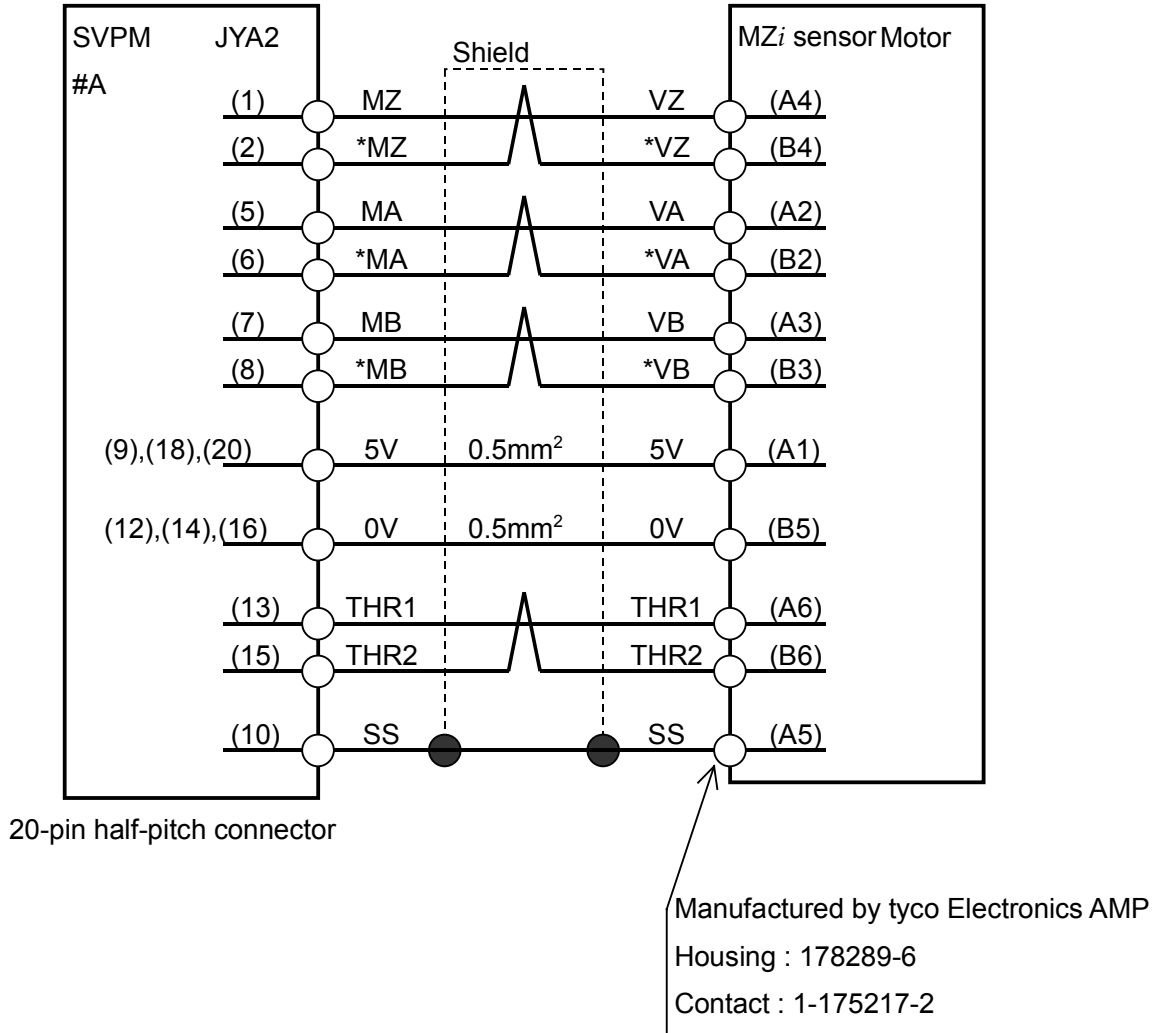 SVPM JYA2
#A
Shield
MZi sensor Motor
(1) MZ VZ (A4)
(2) *MZ *VZ (B4)
(5) MA VA (A2)
(6) *MA *VA (B2)
(7) MB VB (A3)
(8) *MB *VB (B3)
(9),(18),(20) 5V 0.5mm² 5V (A1)
(12),(14),(16) 0V 0.5mm² 0V (B5)
(13) THR1 THR1 (A6)
(15) THR2 THR2 (B6)
(10) SS SS (A5)
20-pin half-pitch connector
Manufactured by tyco Electronics AMP
Housing : 178289-6
Contact : 1-175217-2